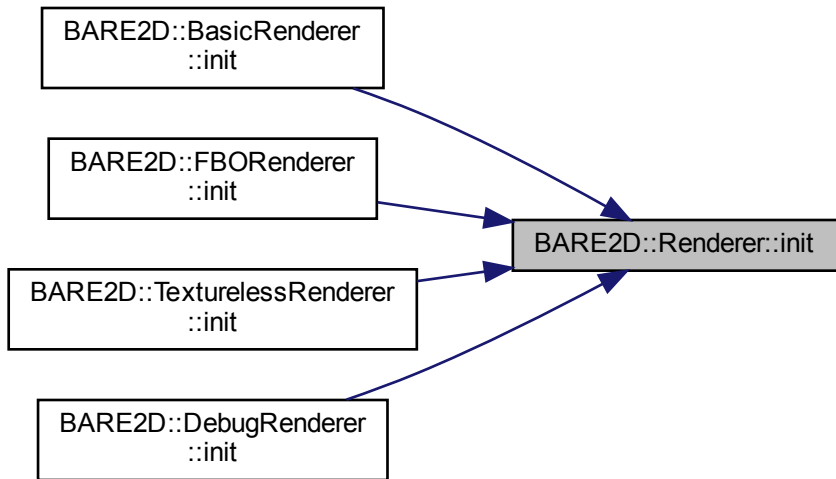 BARE2D::BasicRenderer
::init
BARE2D::FBORenderer
::init
BARE2D::Renderer::init
BARE2D::TexturelessRenderer
::init
BARE2D::DebugRenderer
::init